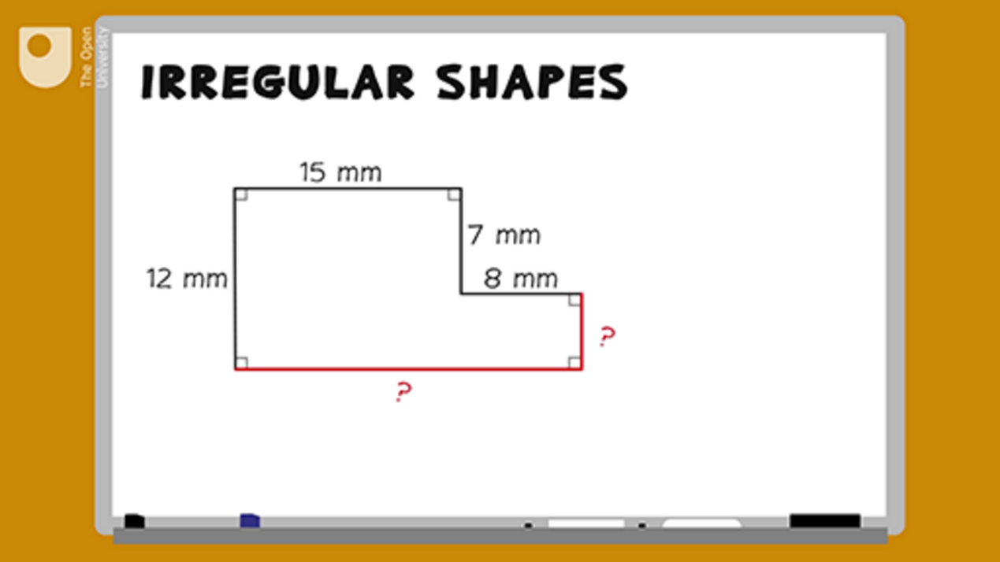 The Open
University
IRREGULAR SHAPES
15 mm
7 mm
12 mm
8 mm
?
?